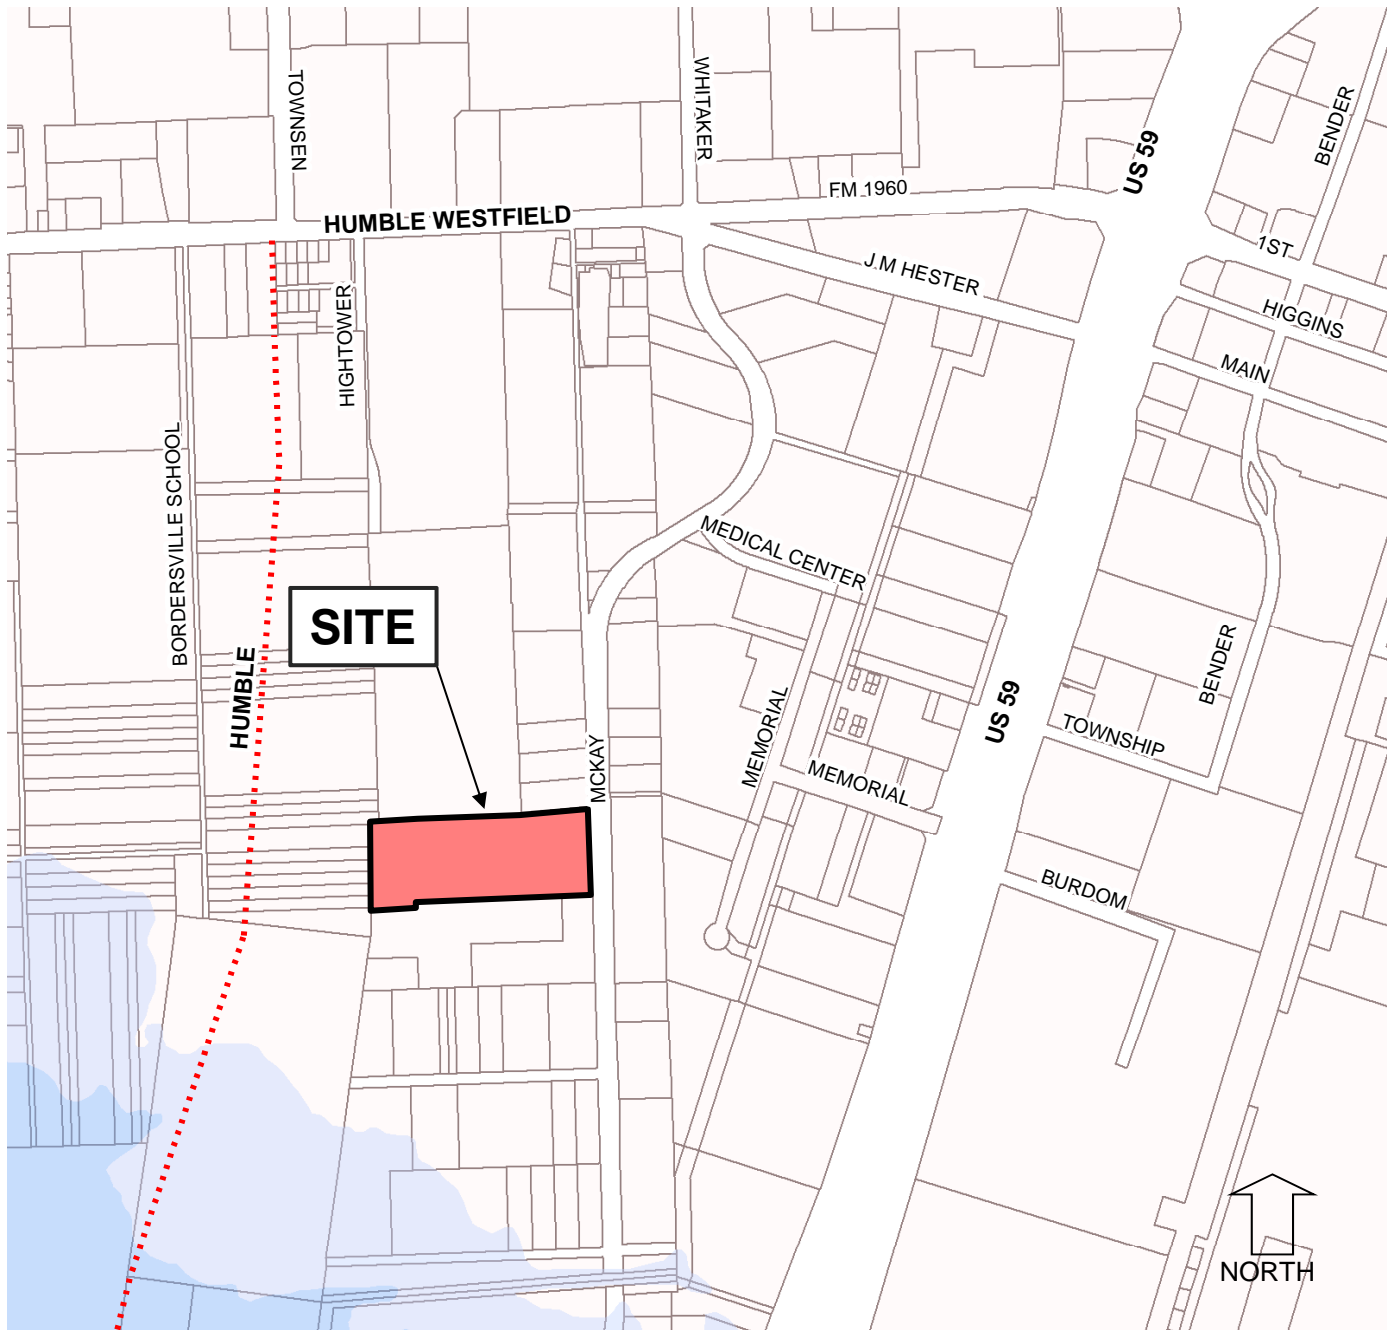 TOWNSEN
WHITAKER
US 59
BENDER
FM 1960
HUMBLE WESTFIELD
1ST
J M HESTER
HIGGINS
HIGHTOWER
MAIN
BORDERSVILLE SCHOOL
MEDICAL CENTER
SITE
HUMBLE
BENDER
US 59
MEMORIAL
TOWNSHIP
MCKAY
MEMORIAL
BURDOM
NORTH